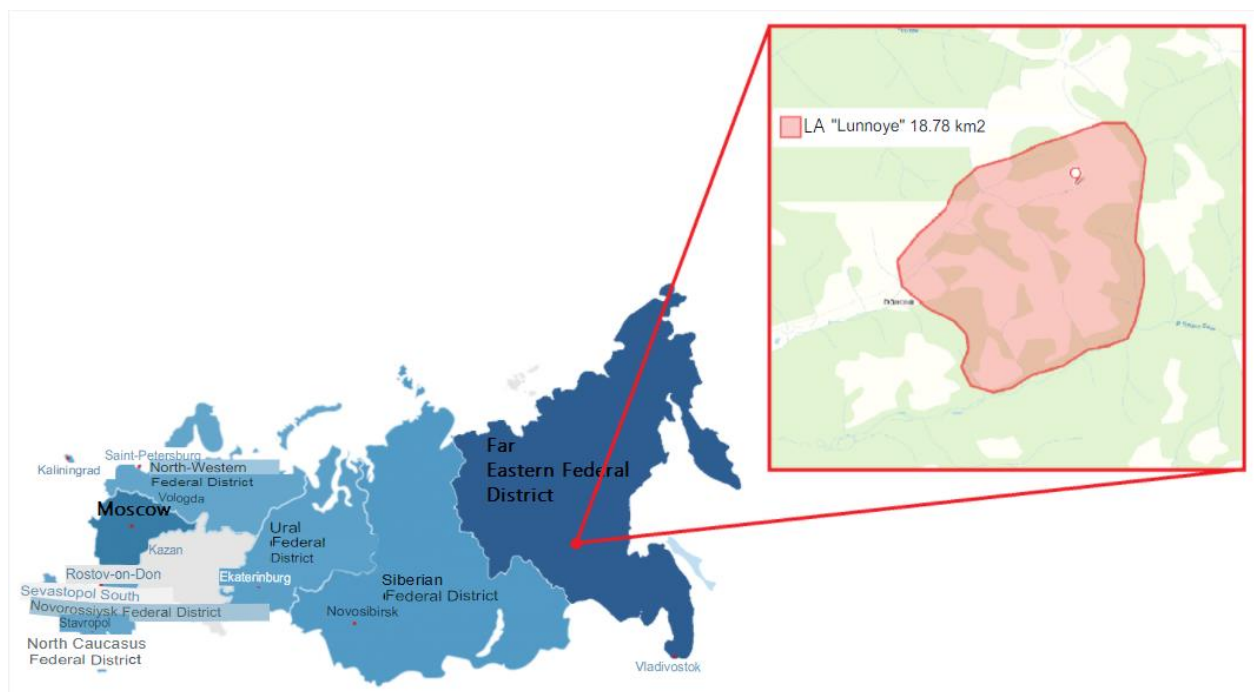 LA "Lunnoye" 18.78 km2
Far
Eastern Federal
District
Saint-Petersburg
Kaliningrad
North-Western
Federal District
Vologda
Moscow
Ural
Federal
District
Kazan
Rostov-on-Don
Ekaterinburg
Siberian
Federal District
Sevastopol South
Novorossiysk Federal District
Novosibirsk
Stavropol
North Caucasus
Federal District
Vladivostok